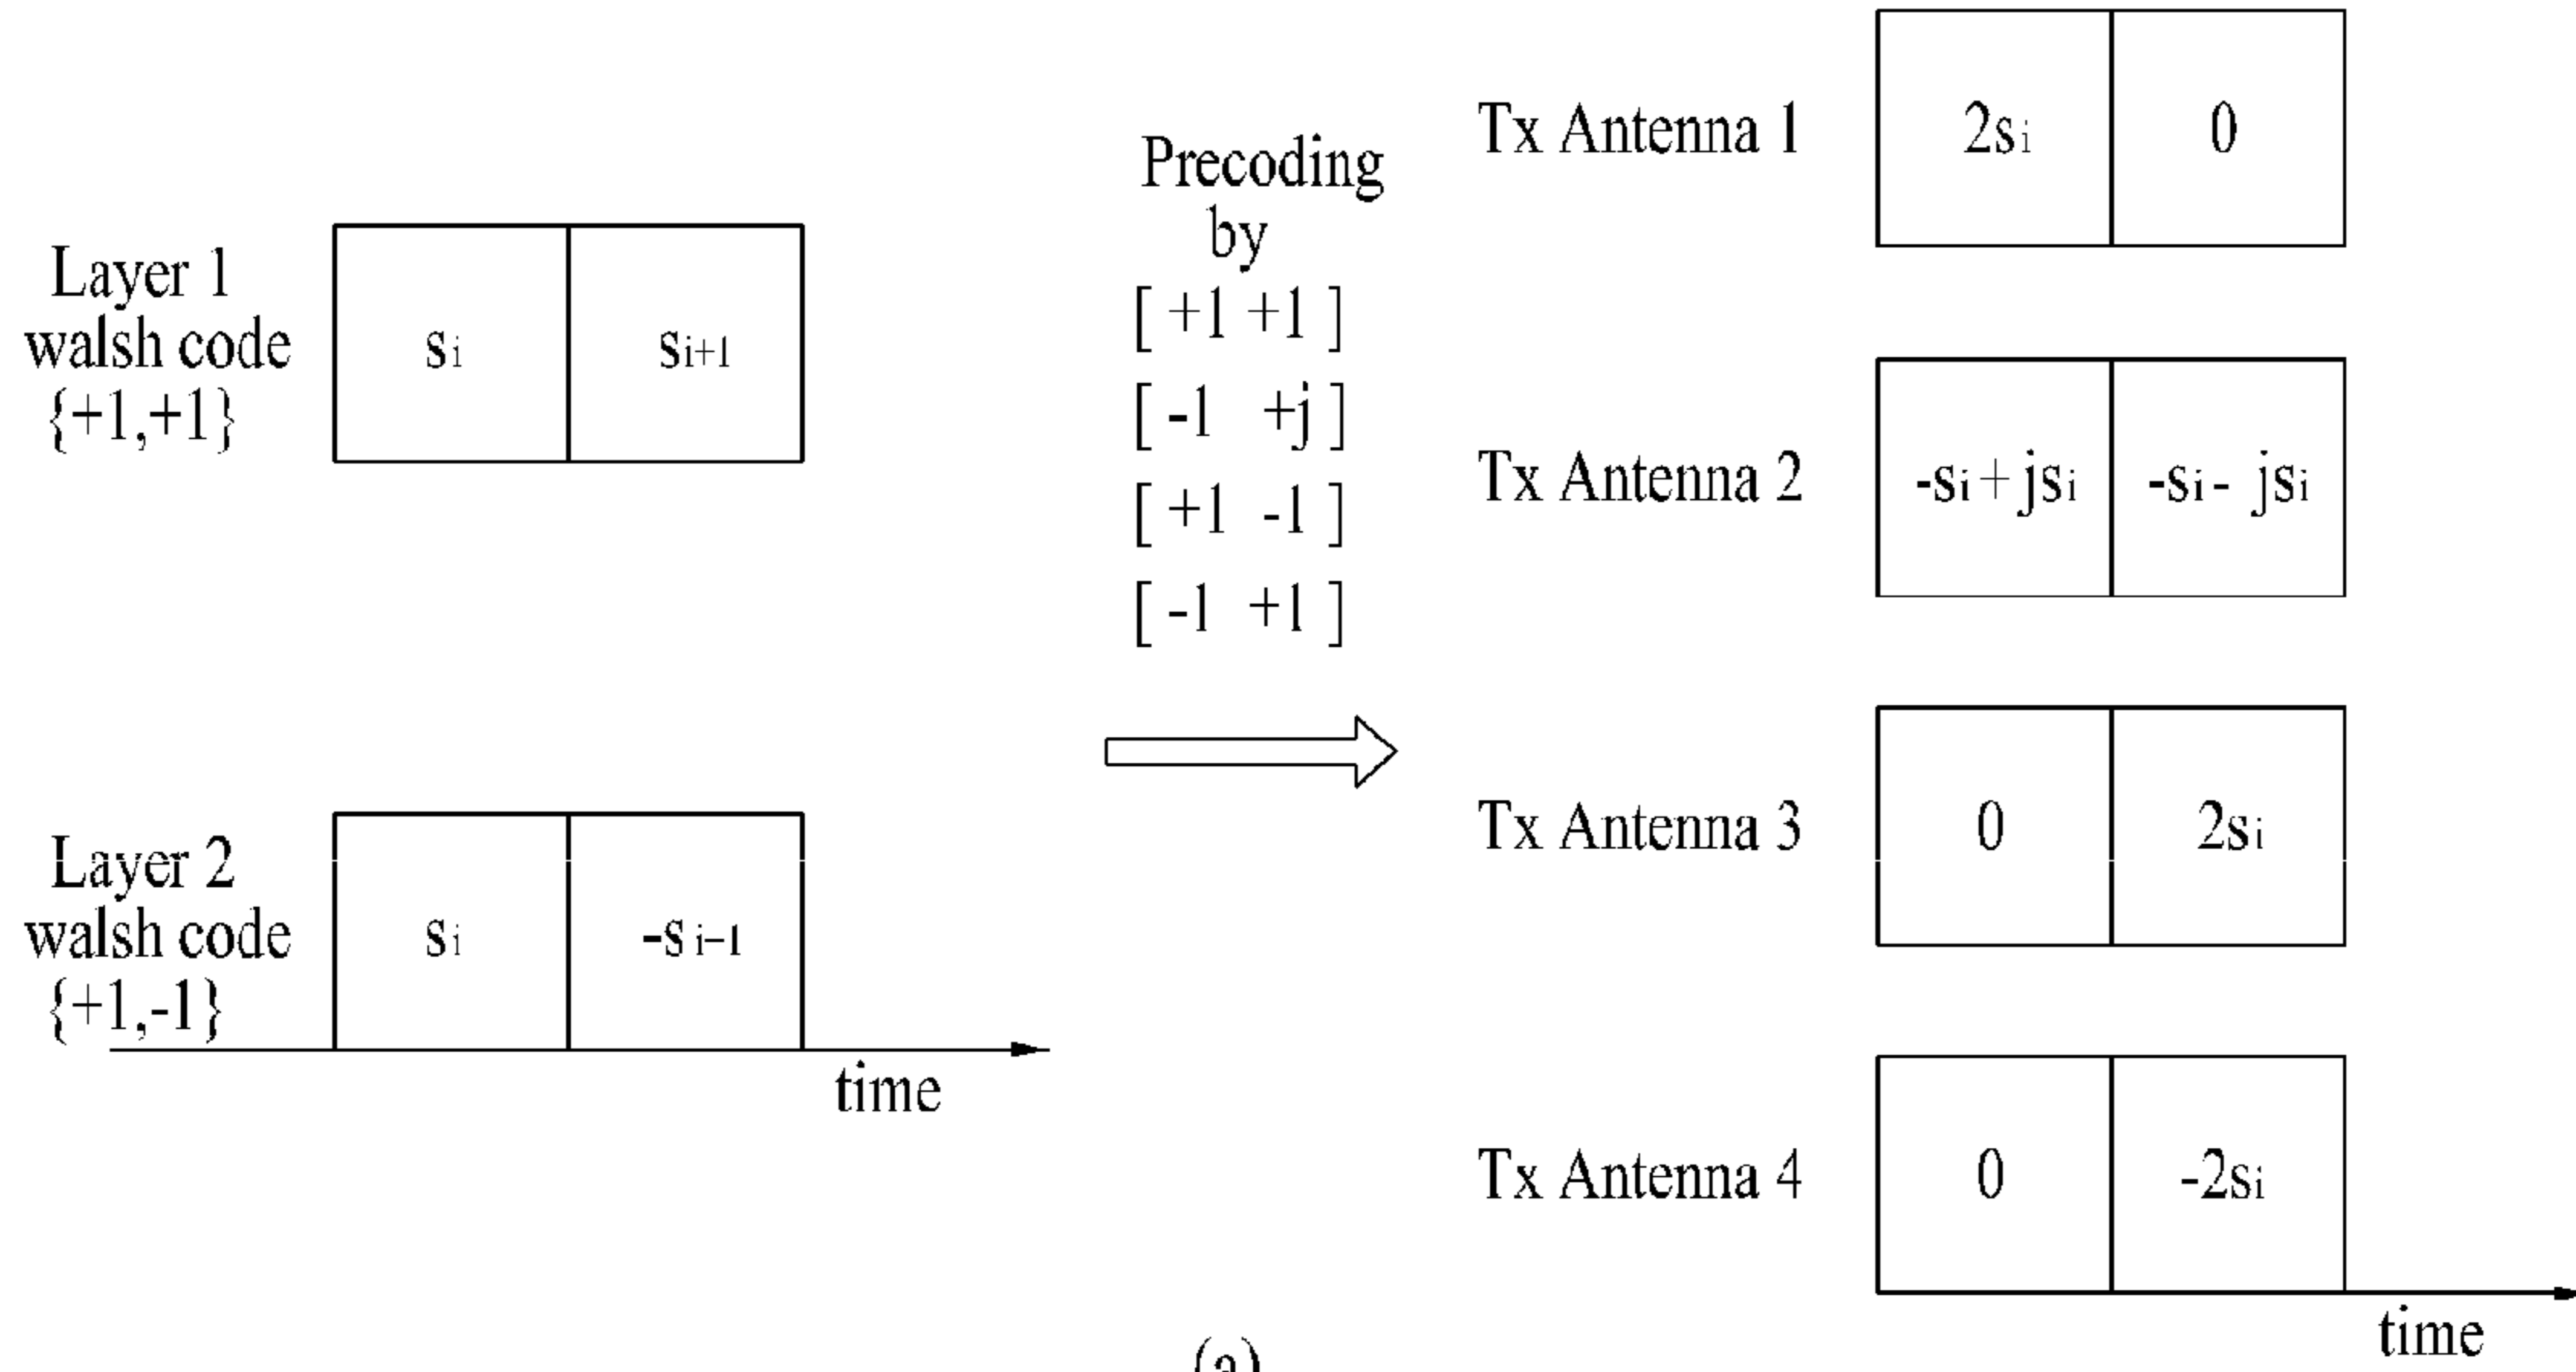 Layer 1
walsh code
{+1,+1}
si
si+1
Layer 2
walsh code
{+1,-1}
si
-s i-1
time
Precoding
by
[ +1 +1 ]
[ -1 +j ]
[ +1 -1 ]
[ -1 +1 ]
Tx Antenna 1
2si
0
Tx Antenna 2
-si + jsi
-si - jsi
Tx Antenna 3
0
2si
Tx Antenna 4
0
-2si
time
(a)